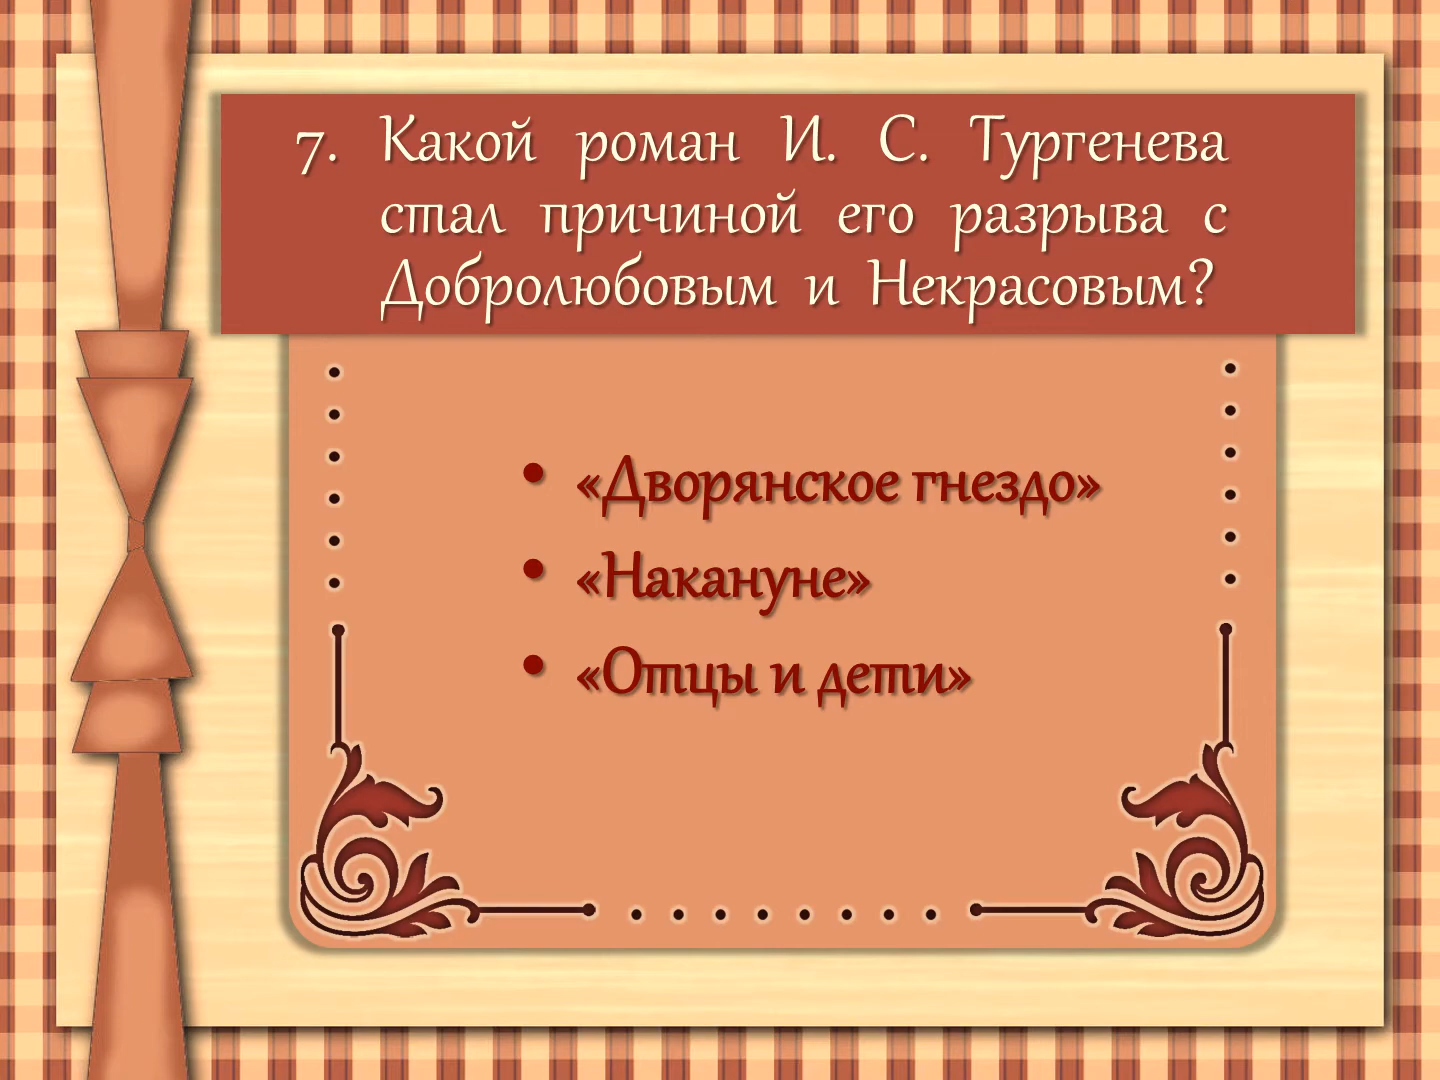 7. Какой роман И. С. Тургенева
стал причиной его разрыва с
Добролюбовым и Некрасовым?
• «Дворянское гнездо»
• «Накануне»
• «Отцы и дети»